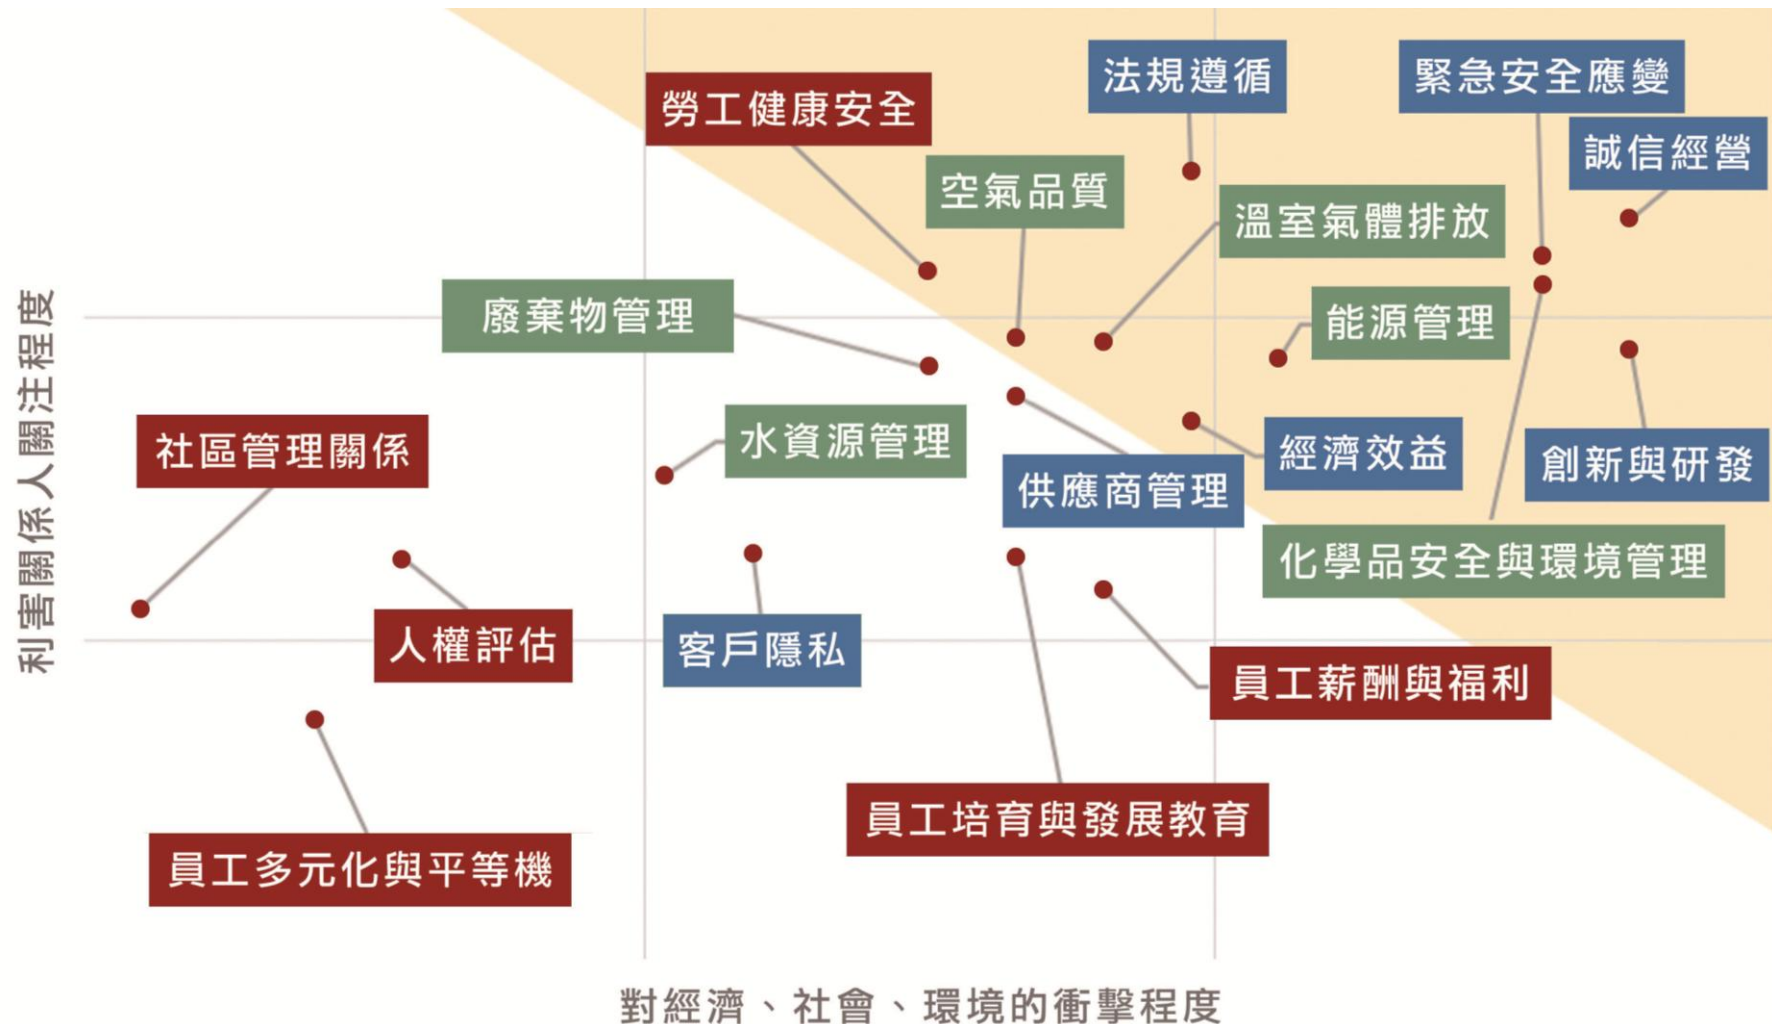 法規遵循
緊急安全應變
勞工健康安全
誠信經營
空氣品質
溫室氣體排放
廢棄物管理
能源管理
利害關係人關注程度
社區管理關係
水資源管理
經濟效益
創新與研發
供應商管理
化學品安全與環境管理
人權評估
客戶隱私
員工薪酬與福利
員工培育與發展教育
員工多元化與平等機
對經濟、社會、環境的衝擊程度